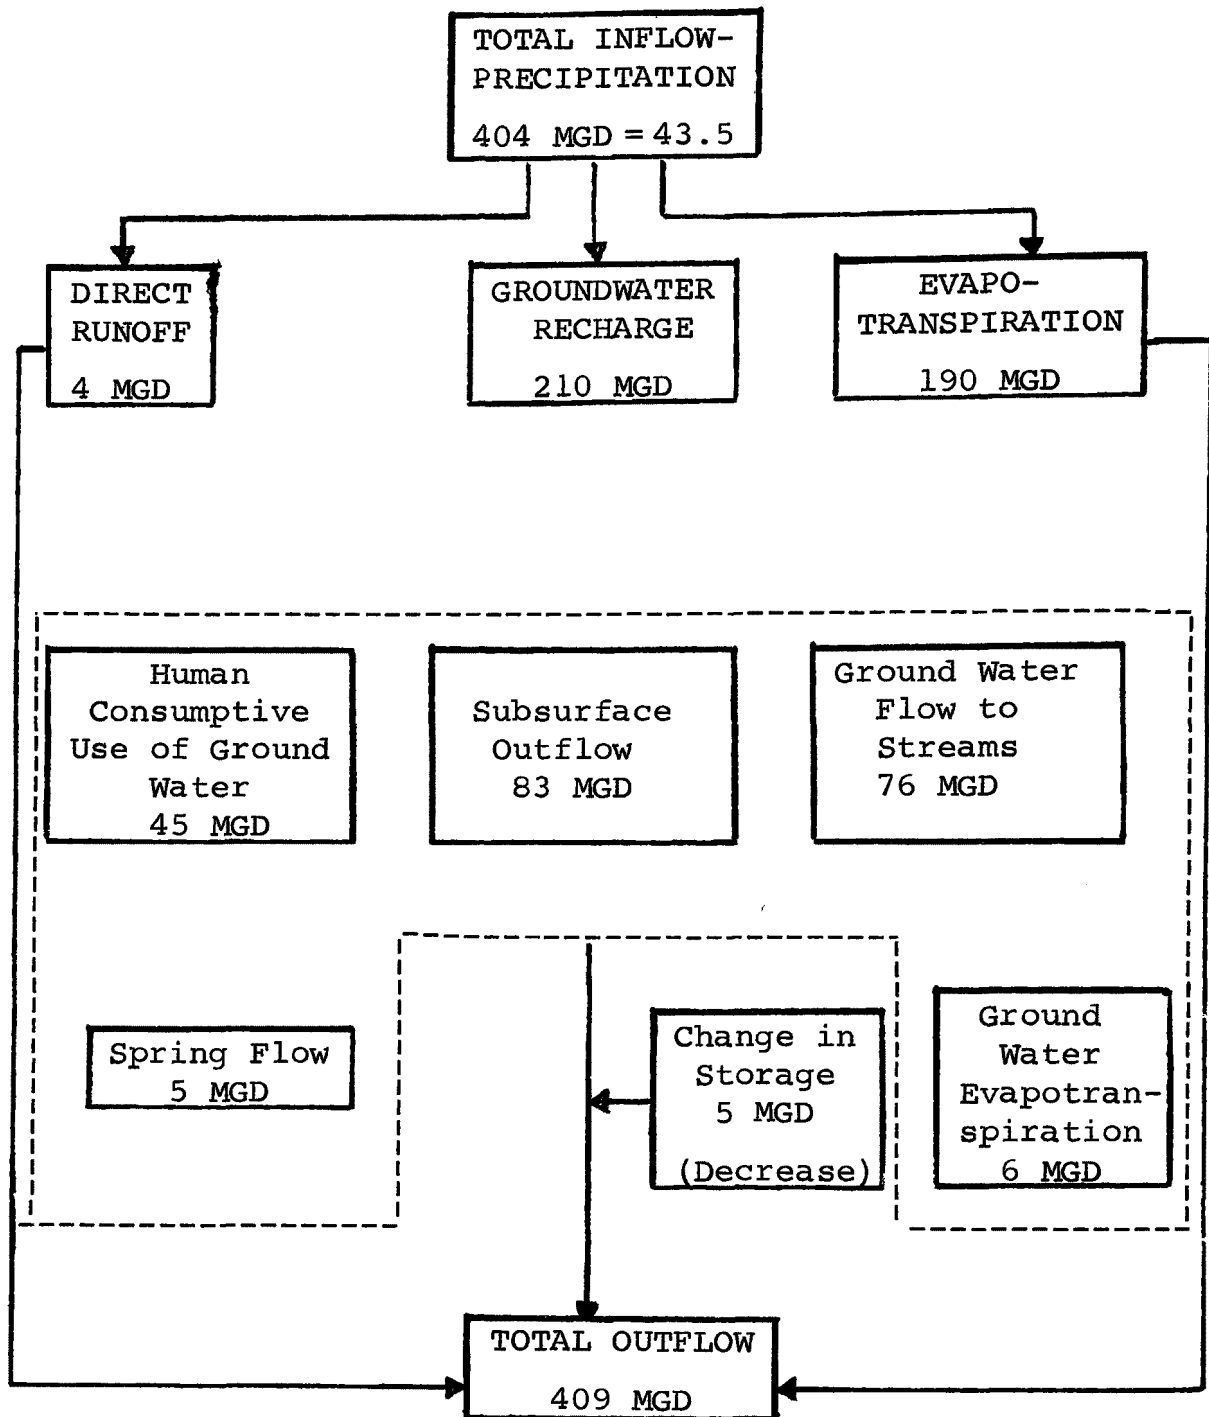 TOTAL INFLOW-
PRECIPITATION
404 MGD = 43.5
DIRECT
RUNOFF
4 MGD
GROUNDWATER
RECHARGE
210 MGD
EVAPO-
TRANSPIRATION
190 MGD
Human
Consumptive
Use of Ground
Water
45 MGD
Subsurface
Outflow
83 MGD
Ground Water
Flow to
Streams
76 MGD
Spring Flow
5 MGD
Change in
Storage
5 MGD
(Decrease)
Ground
Water
Evapotran-
spiration
6 MGD
TOTAL OUTFLOW
409 MGD